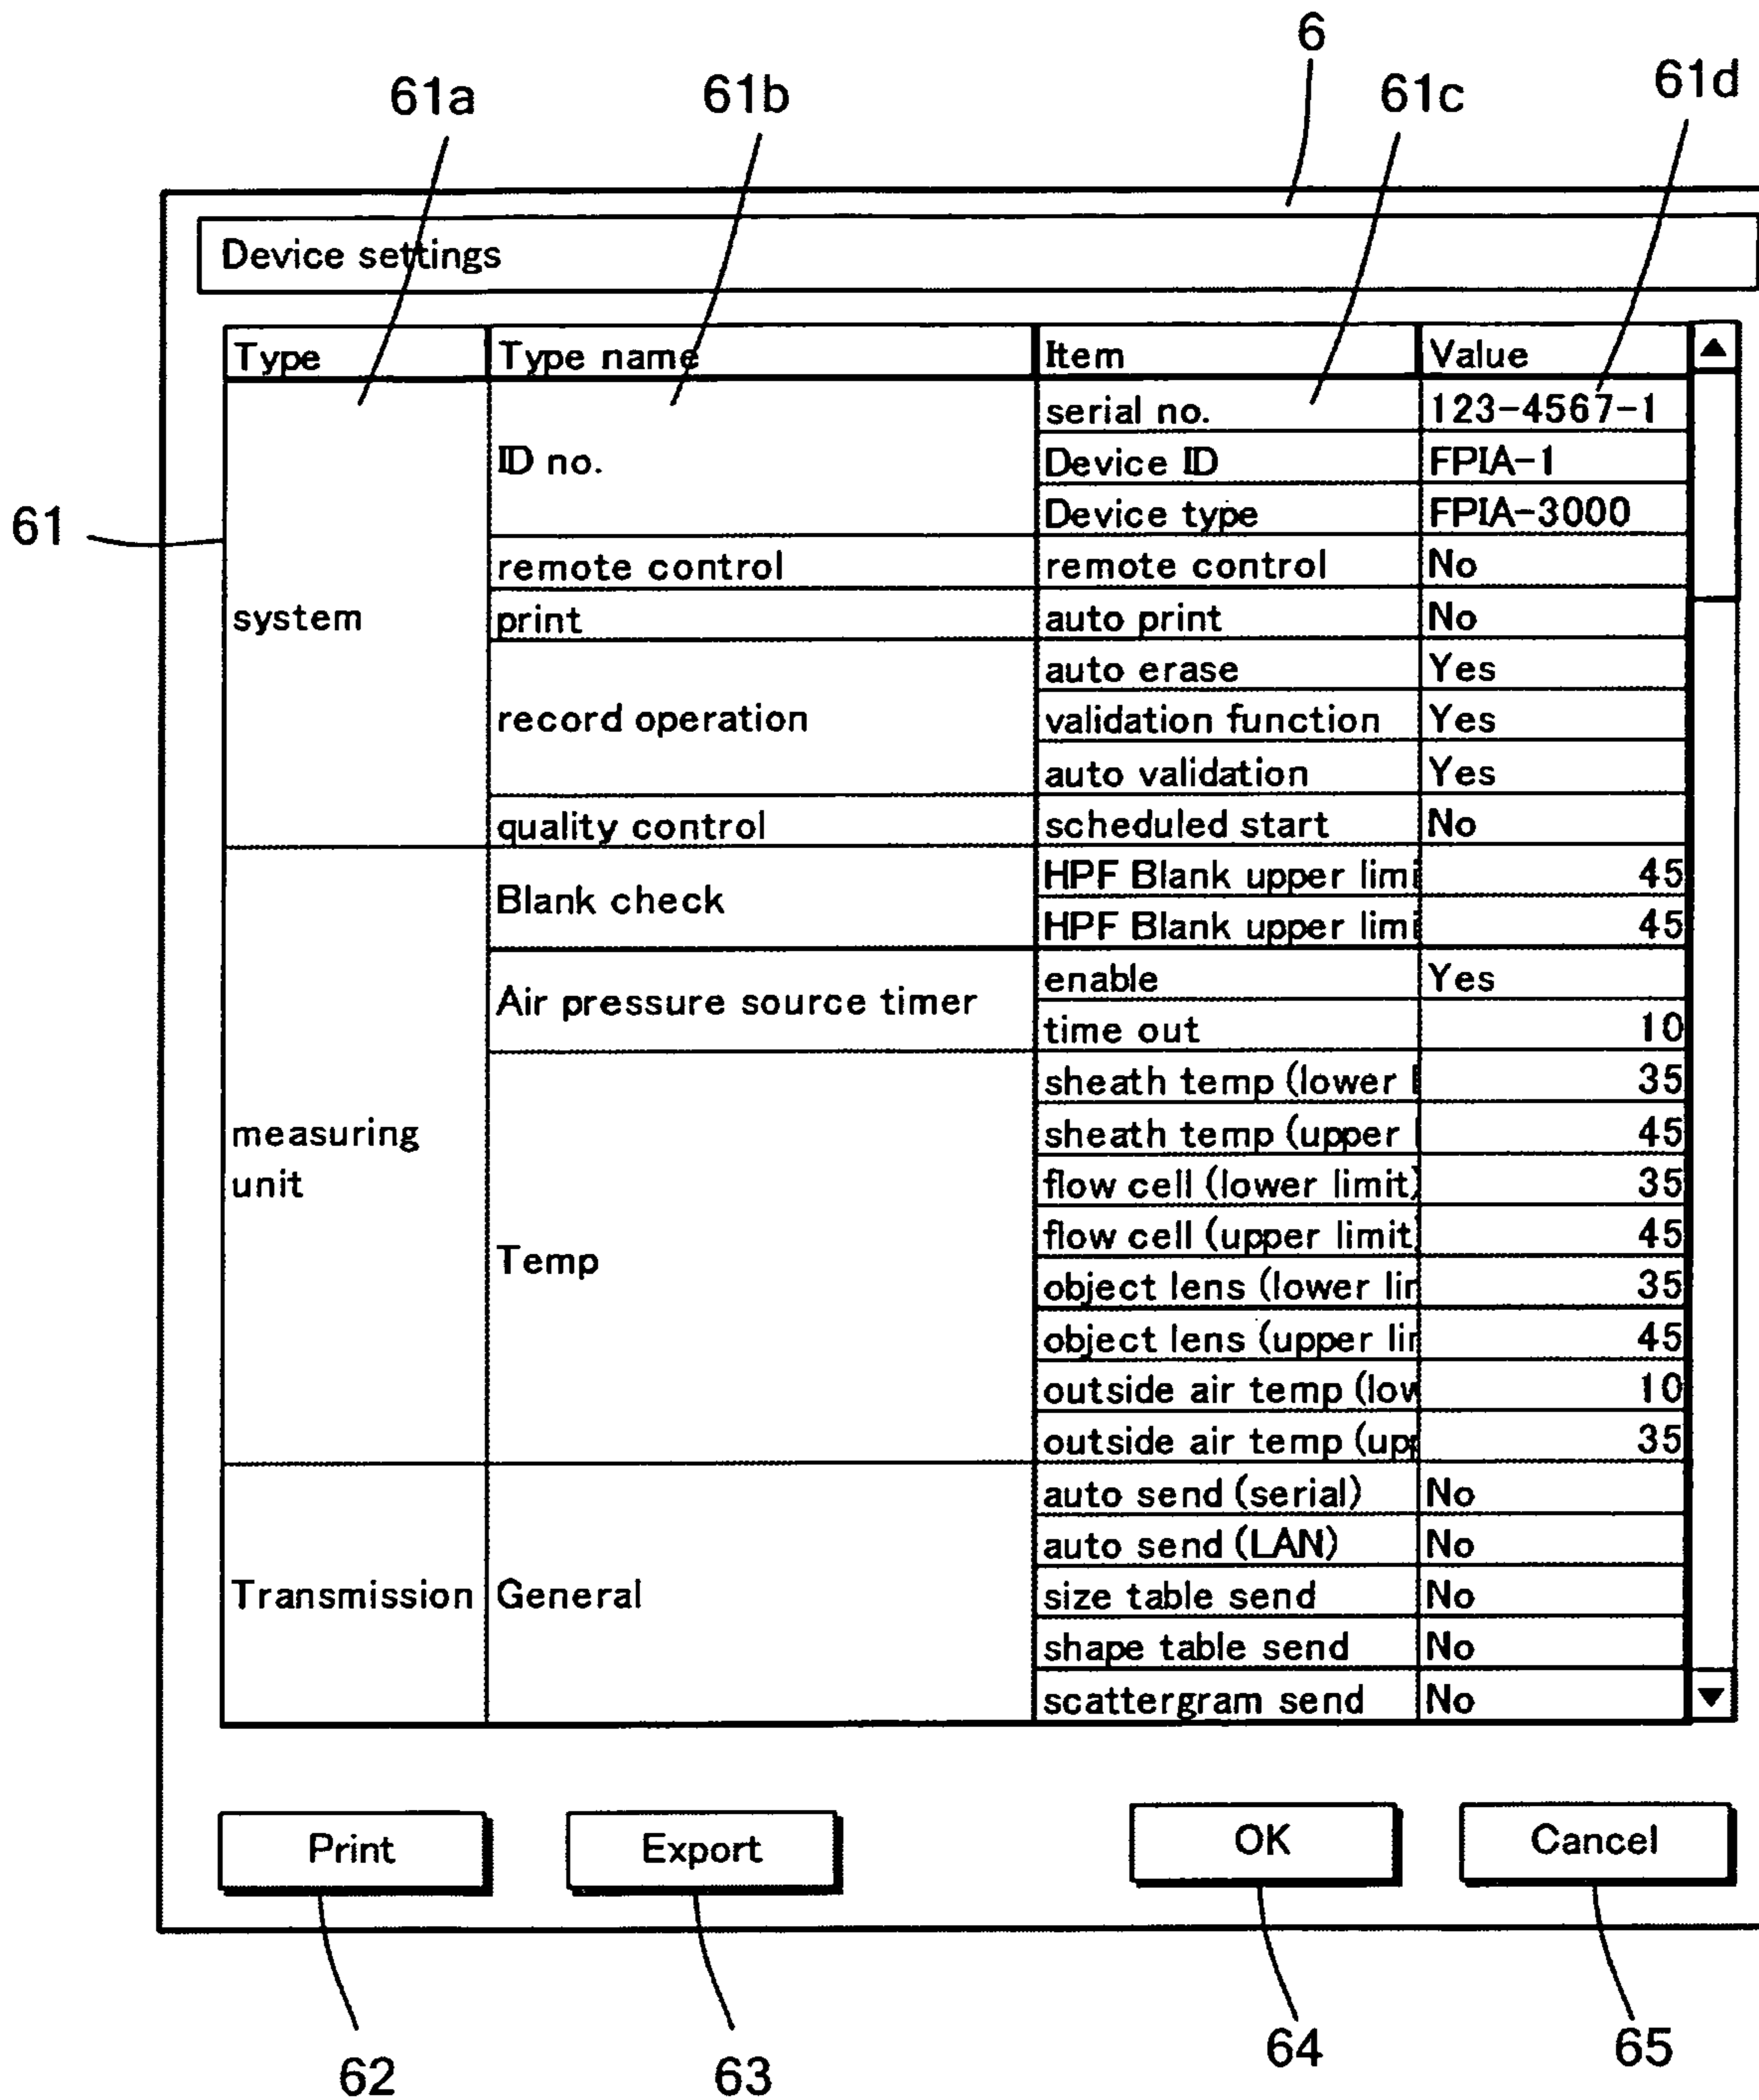 6
61a 61b 61c 61d
Device settings
Type Type name Item Value
61
system ID no. serial no. 123-4567-1
Device ID FPIA-1
Device type FPIA-3000
remote control remote control No
print auto print No
record operation auto erase Yes
validation function Yes
auto validation Yes
quality control scheduled start No
measuring unit Blank check HPF Blank upper limi 45
HPF Blank upper limi 45
Air pressure source timer enable Yes
time out 10
Temp sheath temp (lower l 35
sheath temp (upper l 45
flow cell (lower limit) 35
flow cell (upper limit) 45
object lens (lower lin 35
object lens (upper lin 45
outside air temp (low 10
outside air temp (upp 35
Transmission General auto send (serial) No
auto send (LAN) No
size table send No
shape table send No
scattergram send No
Print Export OK Cancel
62 63 64 65